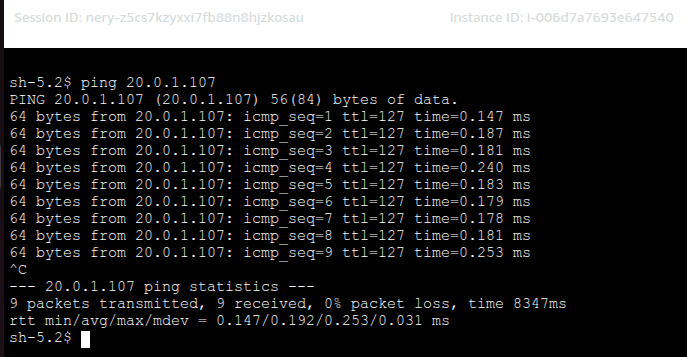 Session ID: nery-z5cs7kzyxxi7fb88n8hjzkosau Instance ID: i-006d7a7693e647540
sh-5.2$ ping 20.0.1.107
PING 20.0.1.107 (20.0.1.107) 56(84) bytes of data.
64 bytes from 20.0.1.107: icmp_seq=1 ttl=127 time=0.147 ms
64 bytes from 20.0.1.107: icmp_seq=2 ttl=127 time=0.187 ms
64 bytes from 20.0.1.107: icmp_seq=3 ttl=127 time=0.181 ms
64 bytes from 20.0.1.107: icmp_seq=4 ttl=127 time=0.240 ms
64 bytes from 20.0.1.107: icmp_seq=5 ttl=127 time=0.183 ms
64 bytes from 20.0.1.107: icmp_seq=6 ttl=127 time=0.179 ms
64 bytes from 20.0.1.107: icmp_seq=7 ttl=127 time=0.178 ms
64 bytes from 20.0.1.107: icmp_seq=8 ttl=127 time=0.181 ms
64 bytes from 20.0.1.107: icmp_seq=9 ttl=127 time=0.253 ms
^C
--- 20.0.1.107 ping statistics ---
9 packets transmitted, 9 received, 0% packet loss, time 8347ms
rtt min/avg/max/mdev = 0.147/0.192/0.253/0.031 ms
sh-5.2$